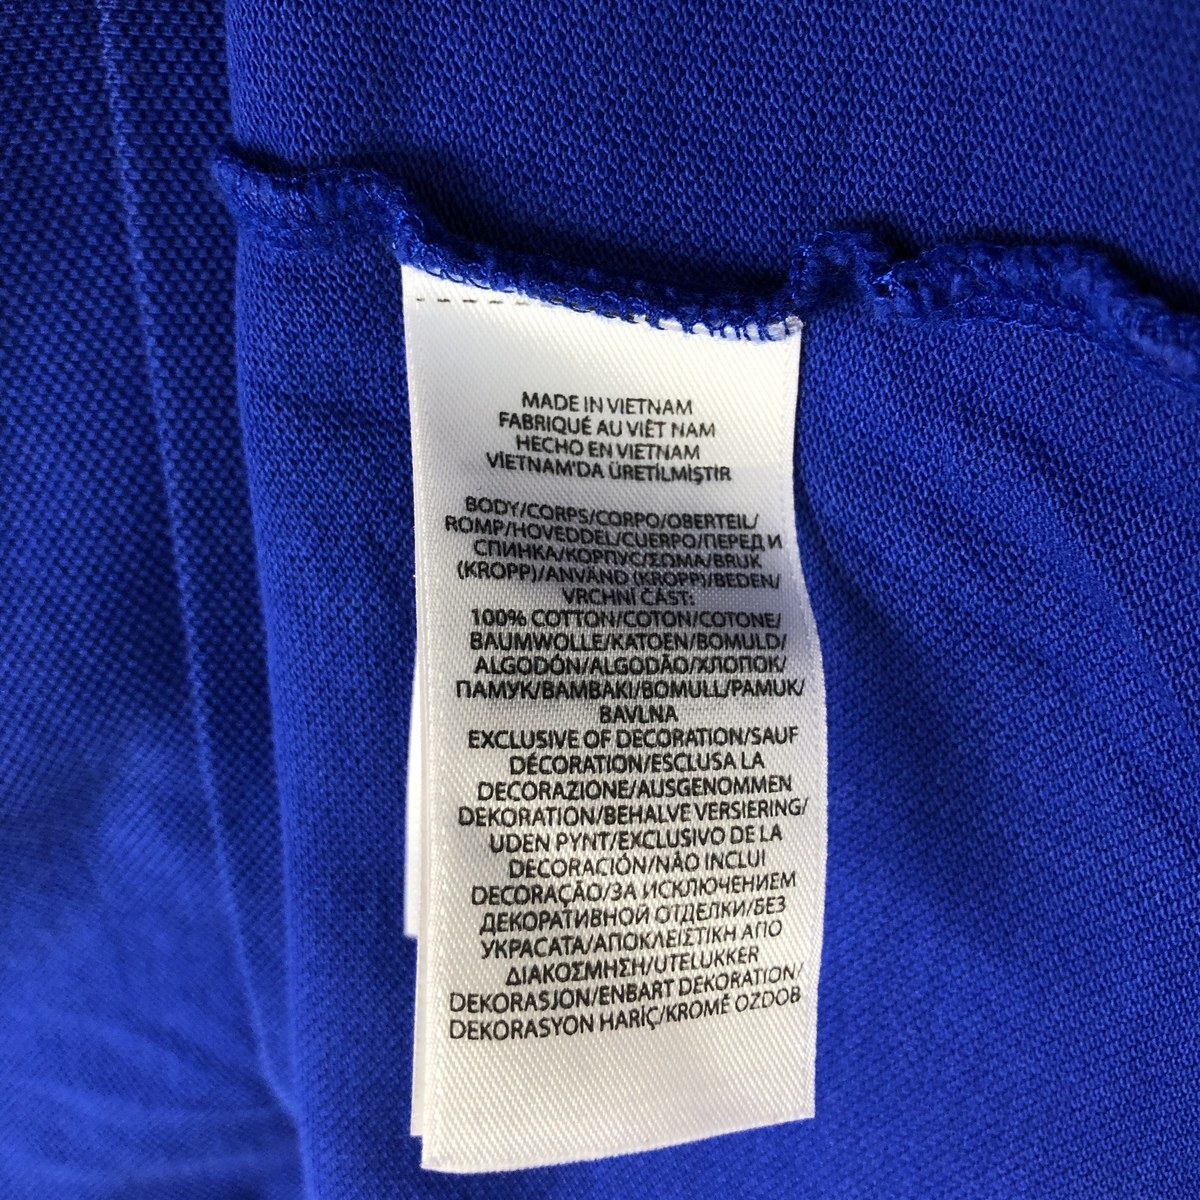 MADE IN VIETNAM
FABRIQUÉ AU VIÊT NAM
HECHO EN VIETNAM
VİETNAM'DA ÜRETİLMİŞTİR
BODY/CORPS/CORPO/OBERTEIL/
ROMP/HOVEDDEL/CUERPO/ПЕРЕД И
СПИНКА/КОРПУС/ΣΩΜΑ/BRUK
(KROPP)/ANVÄND (KROPP)/BEDEN/
VRCHNÍ ČÁST:
100% COTTON/COTON/COTONE/
BAUMWOLLE/KATOEN/BOMULD/
ALGODÓN/ALGODÃO/ХЛОПОК/
ПАМУК/ΒΑΜΒΑΚΙ/BOMULL/PAMUK/
BAVLNA
EXCLUSIVE OF DECORATION/SAUF
DÉCORATION/ESCLUSA LA
DECORAZIONE/AUSGENOMMEN
DEKORATION/BEHALVE VERSIERING/
UDEN PYNT/EXCLUSIVO DE LA
DECORACIÓN/NÃO INCLUI
DECORAÇÃO/ЗА ИСКЛЮЧЕНИЕМ
ДЕКОРАТИВНОЙ ОТДЕЛКИ/БЕЗ
УКРАСАТА/ΑΠΟΚΛΕΙΣΤΙΚΗ ΑΠΟ
ΔΙΑΚΟΣΜΗΣΗ/UTELUKKER
DEKORASJON/ENBART DEKORATION/
DEKORASYON HARİÇ/KROMĚ OZDOB